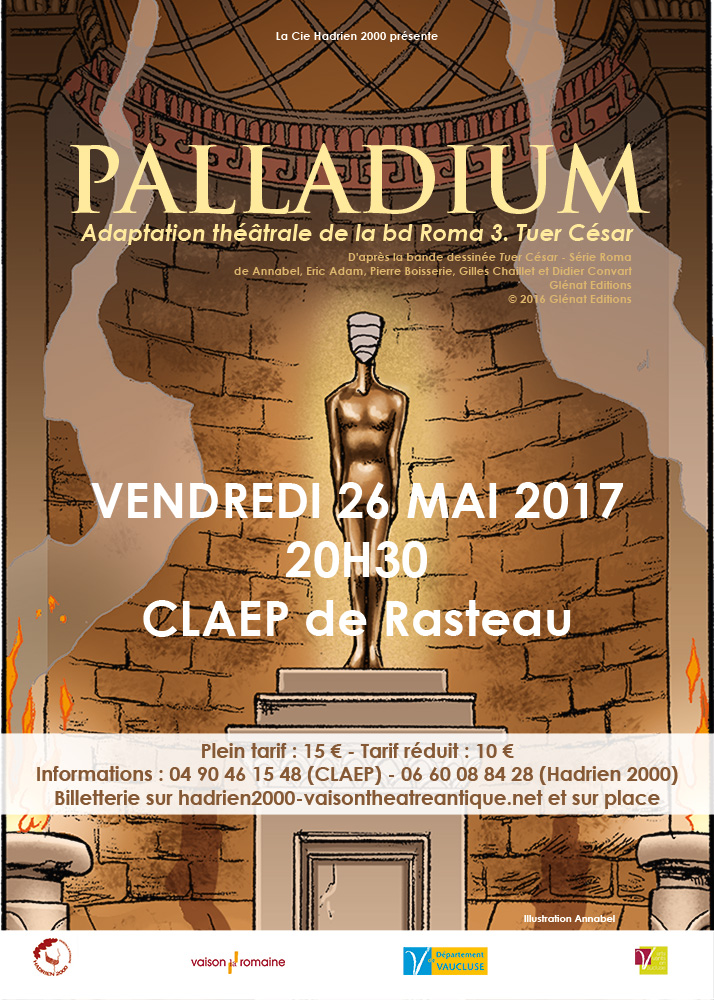 La Cie Hadrien 2000 présente
PALLADIUM
Adaptation théâtrale de la bd Roma 3. Tuer César
D'après la bande dessinée Tuer César - Série Roma
de Annabel, Eric Adam, Pierre Boisserie, Gilles Chaillet et Didier Convart
Glénat Editions
© 2016 Glénat Editions
VENDREDI 26 MAI 2017
20H30
CLAEP de Rasteau
Plein tarif : 15 € - Tarif réduit : 10 €
Informations : 04 90 46 15 48 (CLAEP) - 06 60 08 84 28 (Hadrien 2000)
Billetterie sur hadrien2000-vaisontheatreantique.net et sur place
Illustration Annabel
HADRIEN 2000
vaison la romaine
Département
VAUCLUSE